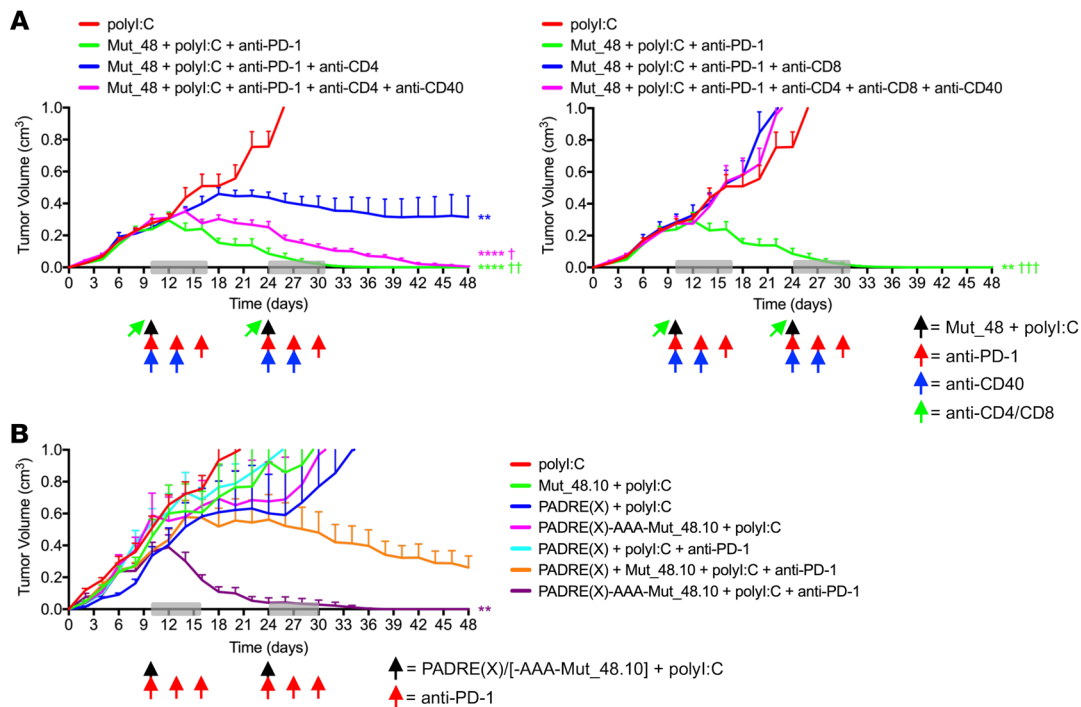 A
polyI:C
Mut_48 + polyI:C + anti-PD-1
Mut_48 + polyI:C + anti-PD-1 + anti-CD4
Mut_48 + polyI:C + anti-PD-1 + anti-CD4 + anti-CD40
Tumor Volume (cm³)
1.0
0.8
0.6
0.4
0.2
0.0
**
**** †
**** ††
0 3 6 9 12 15 18 21 24 27 30 33 36 39 42 45 48
Time (days)
polyI:C
Mut_48 + polyI:C + anti-PD-1
Mut_48 + polyI:C + anti-PD-1 + anti-CD8
Mut_48 + polyI:C + anti-PD-1 + anti-CD4 + anti-CD8 + anti-CD40
Tumor Volume (cm³)
1.0
0.8
0.6
0.4
0.2
0.0
** †††
0 3 6 9 12 15 18 21 24 27 30 33 36 39 42 45 48
Time (days)
= Mut_48 + polyI:C
= anti-PD-1
= anti-CD40
= anti-CD4/CD8
B
Tumor Volume (cm³)
1.0
0.8
0.6
0.4
0.2
0.0
**
0 3 6 9 12 15 18 21 24 27 30 33 36 39 42 45 48
Time (days)
polyI:C
Mut_48.10 + polyI:C
PADRE(X) + polyI:C
PADRE(X)-AAA-Mut_48.10 + polyI:C
PADRE(X) + polyI:C + anti-PD-1
PADRE(X) + Mut_48.10 + polyI:C + anti-PD-1
PADRE(X)-AAA-Mut_48.10 + polyI:C + anti-PD-1
= PADRE(X)/[-AAA-Mut_48.10] + polyI:C
= anti-PD-1